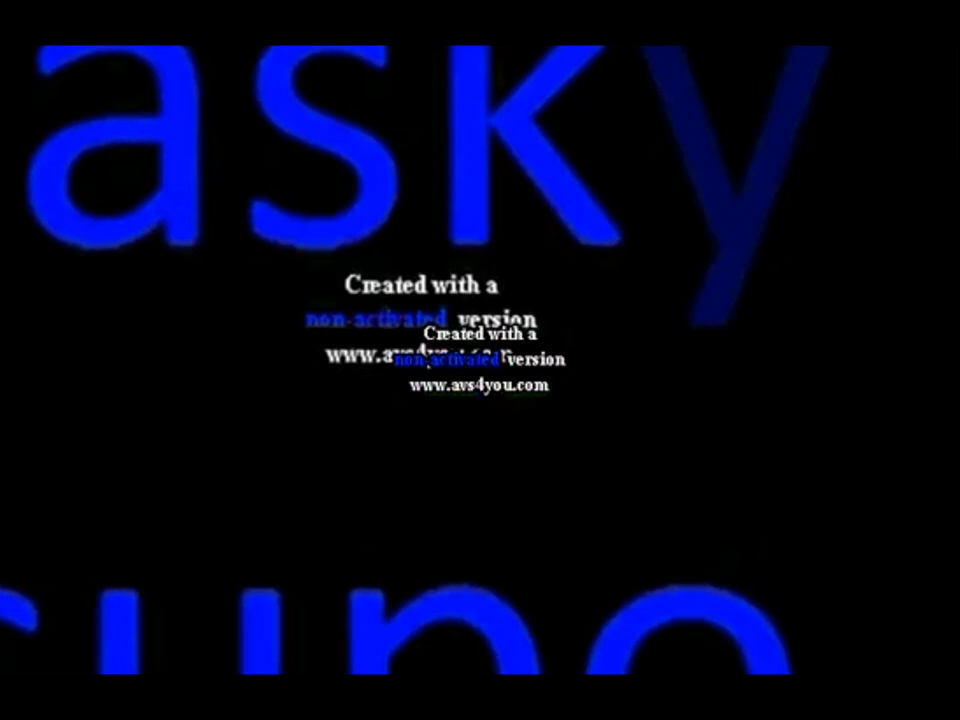 asky
Created with a
non-activated version
Created with a
non-activated version
www.avs4you.com